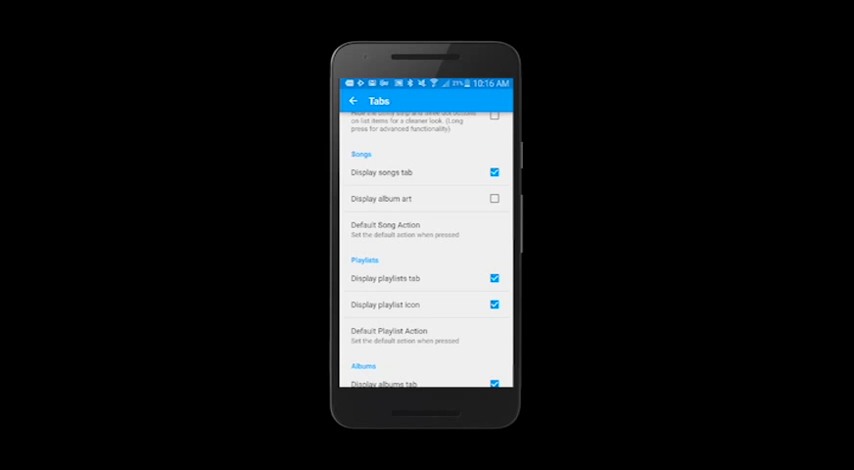 21% 10:16 AM
Tabs
on list items for a cleaner look. (Long
press for advanced functionality)
Songs
Display songs tab
Display album art
Default Song Action
Set the default action when pressed
Playlists
Display playlists tab
Display playlist icon
Default Playlist Action
Set the default action when pressed
Albums
Display albums tab